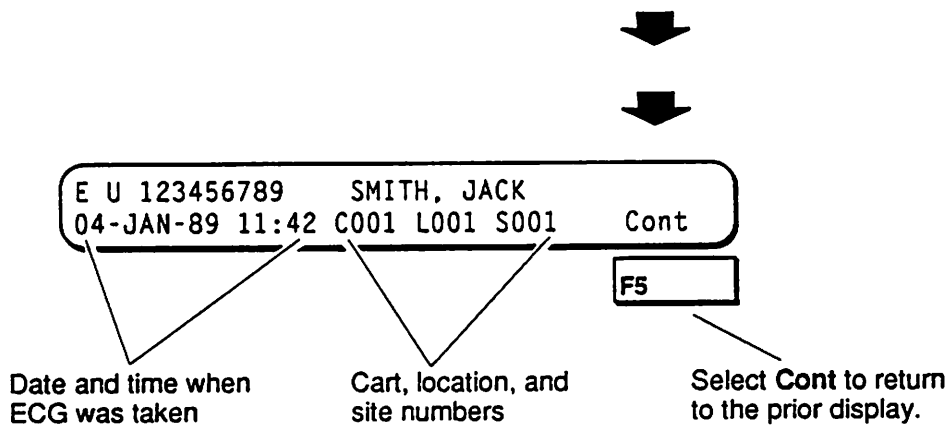 E U 123456789 SMITH, JACK
04-JAN-89 11:42 C001 L001 S001 Cont
F5
Date and time when
ECG was taken
Cart, location, and
site numbers
Select Cont to return
to the prior display.